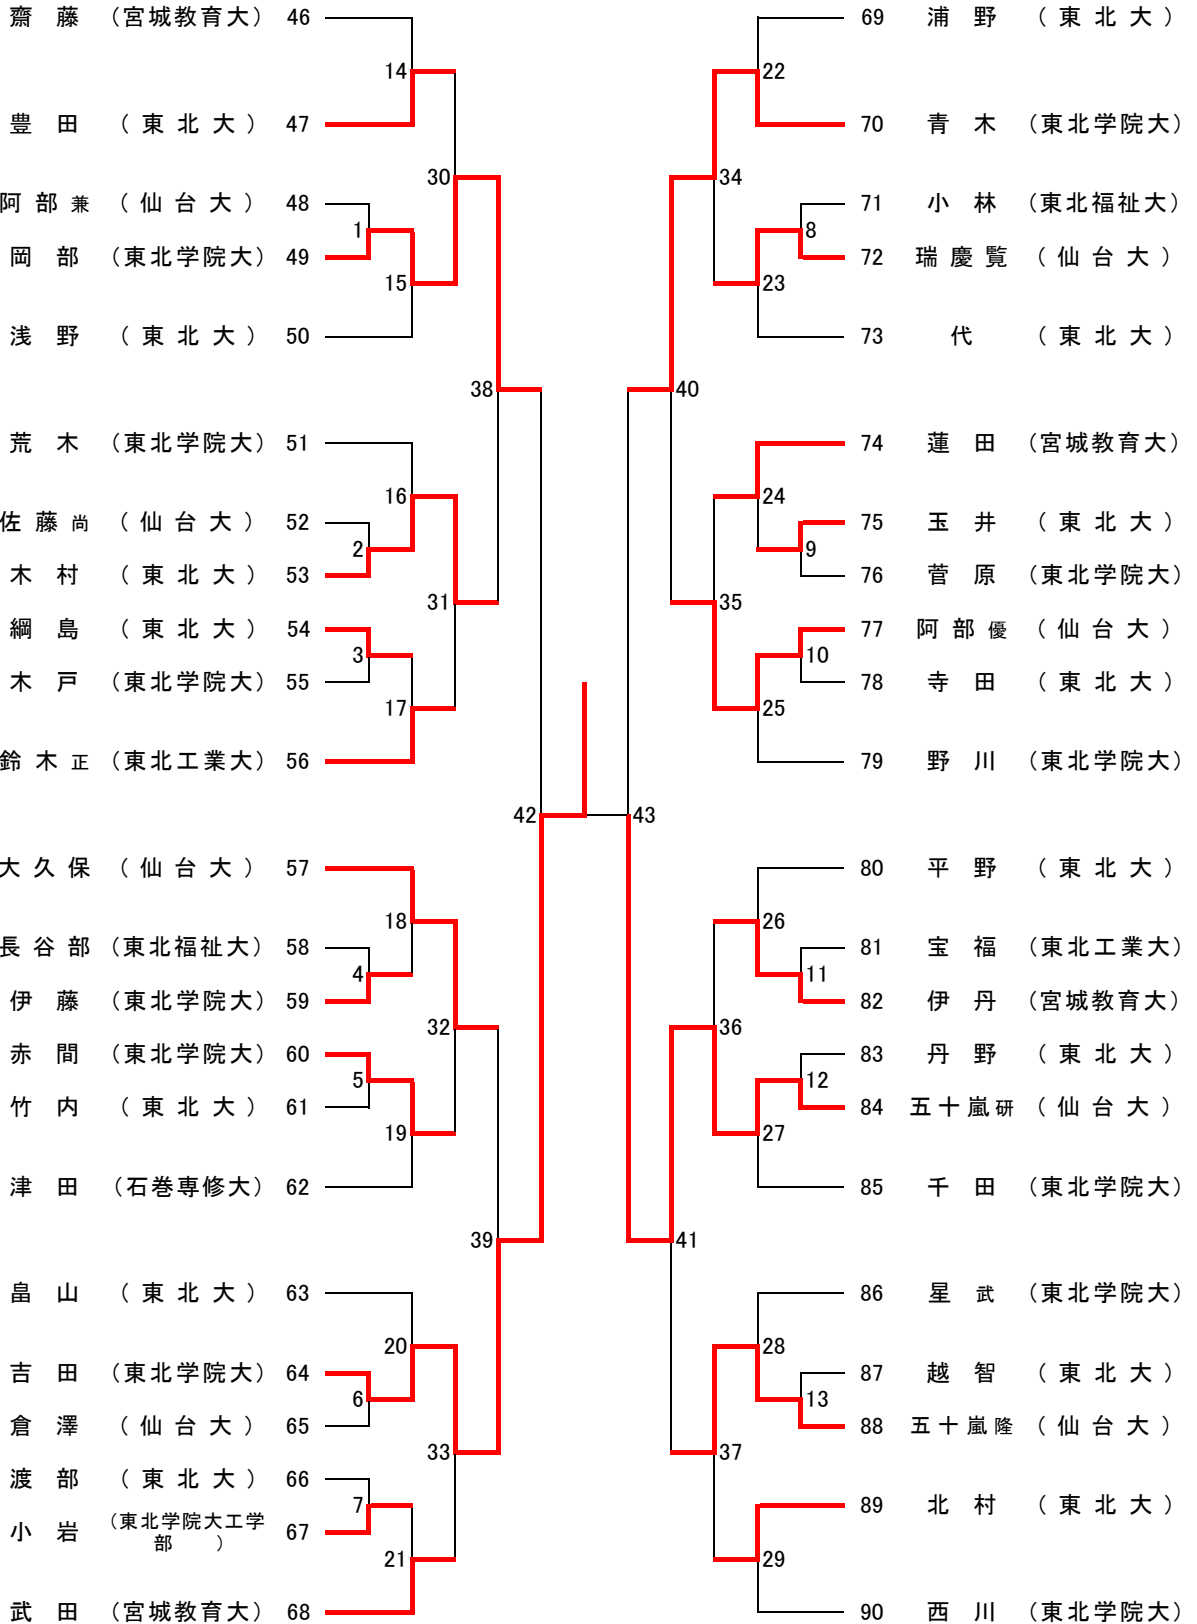 齋藤 (宮城教育大) 46
14
豊田 (東北大) 47
30
阿部兼 (仙台大) 48
1
岡部 (東北学院大) 49
15
浅野 (東北大) 50
38
荒木 (東北学院大) 51
16
佐藤尚 (仙台大) 52
2
木村 (東北大) 53
31
綱島 (東北大) 54
3
木戸 (東北学院大) 55
17
鈴木正 (東北工業大) 56
42
大久保 (仙台大) 57
18
長谷部 (東北福祉大) 58
4
伊藤 (東北学院大) 59
32
赤間 (東北学院大) 60
5
竹内 (東北大) 61
19
津田 (石巻専修大) 62
39
畠山 (東北大) 63
20
吉田 (東北学院大) 64
6
倉澤 (仙台大) 65
33
渡部 (東北大) 66
7
小岩 (東北学院大工学部) 67
21
武田 (宮城教育大) 68
69 浦野 (東北大)
22
70 青木 (東北学院大)
34
71 小林 (東北福祉大)
8
72 瑞慶覧 (仙台大)
23
73 代 (東北大)
40
74 蓮田 (宮城教育大)
24
75 玉井 (東北大)
9
76 菅原 (東北学院大)
35
77 阿部優 (仙台大)
10
78 寺田 (東北大)
25
79 野川 (東北学院大)
43
80 平野 (東北大)
26
81 宝福 (東北工業大)
11
82 伊丹 (宮城教育大)
36
83 丹野 (東北大)
12
84 五十嵐研 (仙台大)
27
85 千田 (東北学院大)
41
86 星武 (東北学院大)
28
87 越智 (東北大)
13
88 五十嵐隆 (仙台大)
37
89 北村 (東北大)
29
90 西川 (東北学院大)